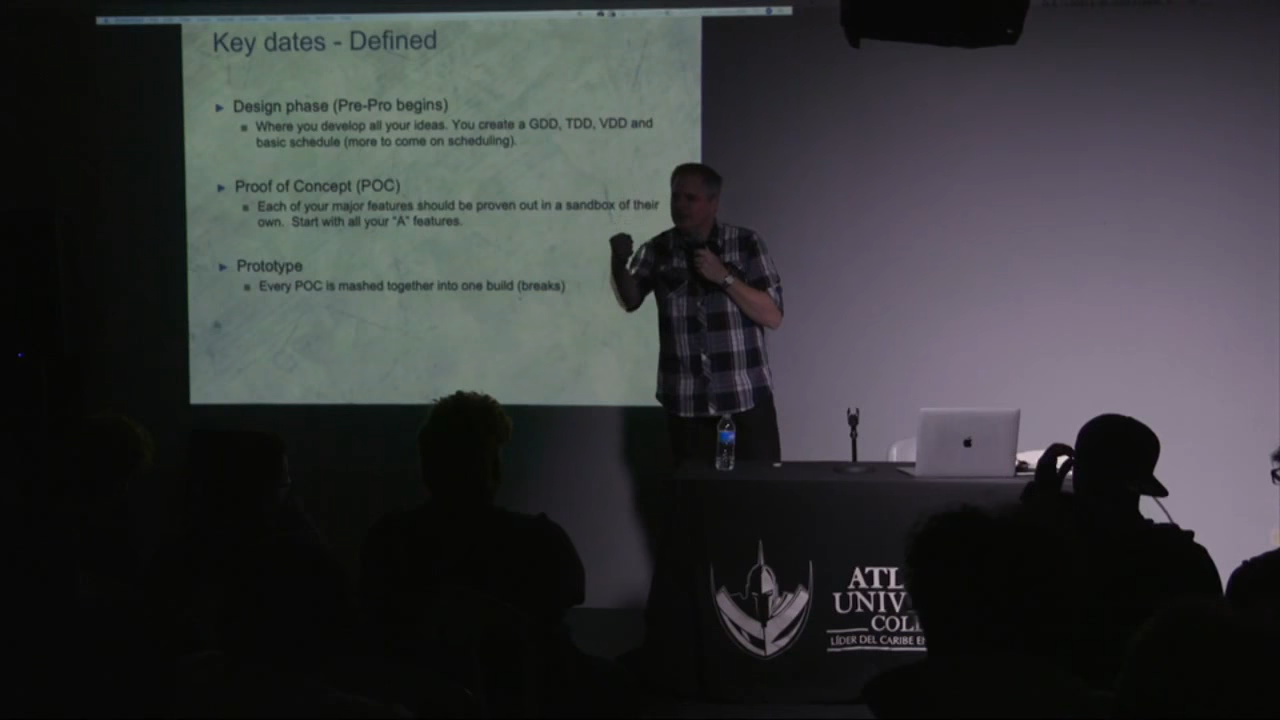 Key dates - Defined
Design phase (Pre-Pro begins)
Where you develop all your ideas. You create a GDD, TDD, VDD and
basic schedule (more to come on scheduling).
Proof of Concept (POC)
Each of your major features should be proven out in a sandbox of their
own. Start with all your "A" features.
Prototype
Every POC is mashed together into one build (breaks)
ATL
UNIV
COL
LÍDER DEL CARIBE E